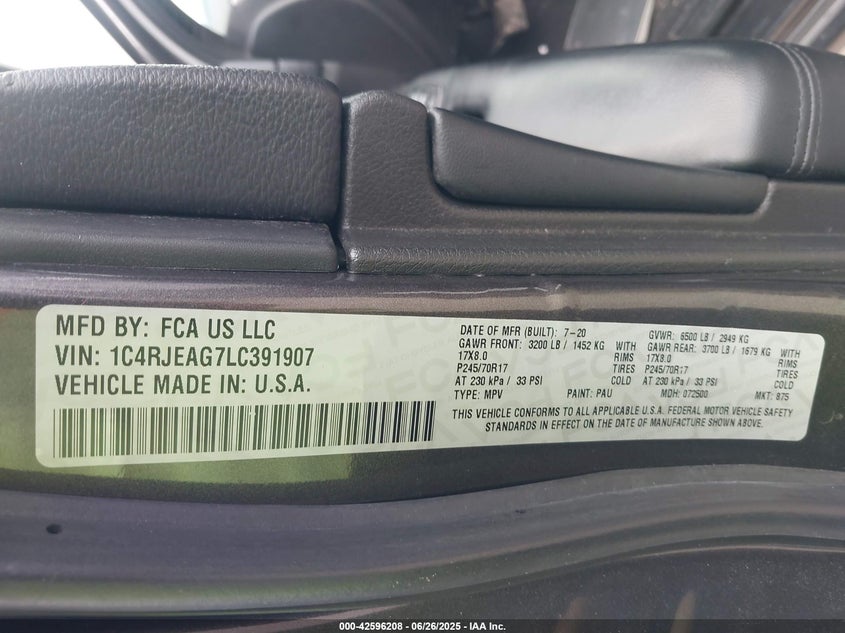 MFD BY: FCA US LLC
VIN: 1C4RJEAG7LC391907
VEHICLE MADE IN: U.S.A.
DATE OF MFR (BUILT): 7-20 GVWR: 6500 LB / 2949 KG
GAWR FRONT: 3200 LB / 1452 KG WITH GAWR REAR: 3700 LB / 1679 KG WITH
17X8.0 RIMS 17X8.0 RIMS
P245/70R17 TIRES P245/70R17 TIRES
AT 230 kPa / 33 PSI COLD AT 230 kPa / 33 PSI COLD
TYPE: MPV PAINT: PAU MDH: 072500 MKT: 875
THIS VEHICLE CONFORMS TO ALL APPLICABLE U.S.A. FEDERAL MOTOR VEHICLE SAFETY
STANDARDS IN EFFECT ON THE DATE OF MANUFACTURE SHOWN ABOVE.
000-42596208 - 06/26/2025 - IAA Inc.